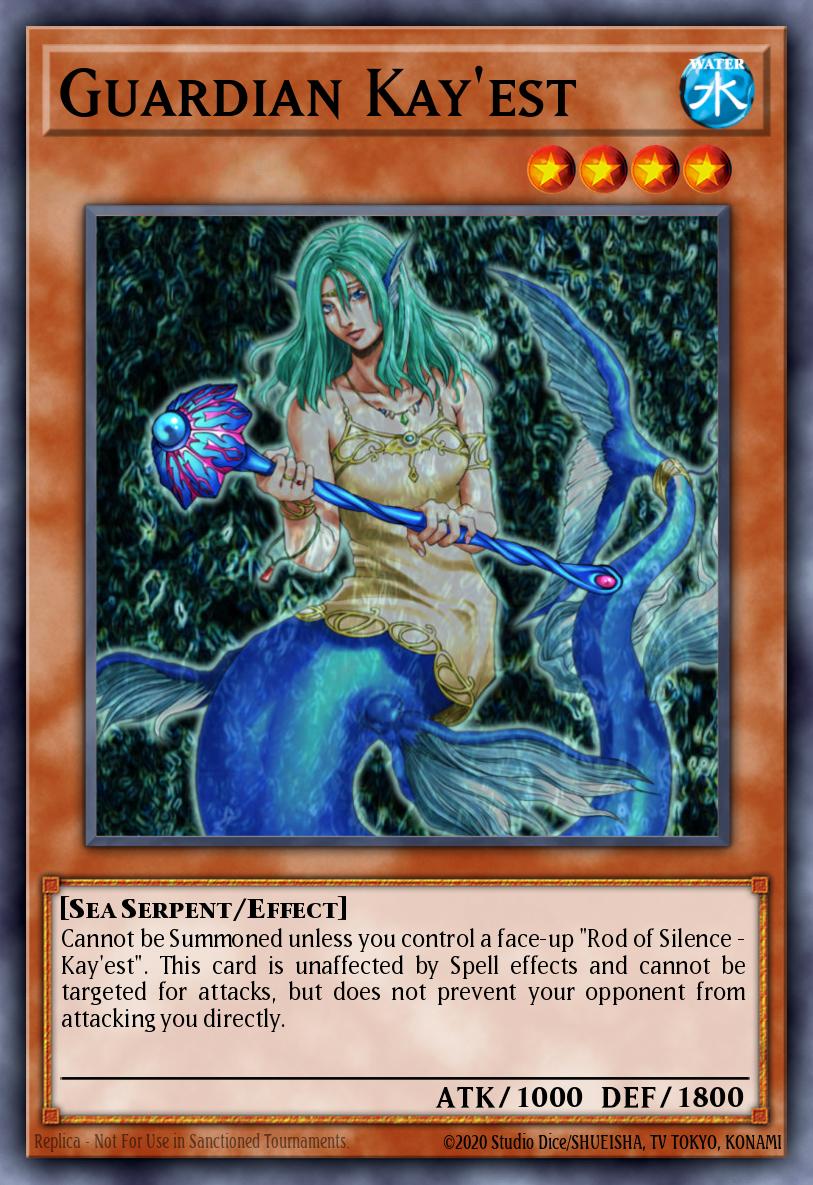 Guardian Kay'est
WATER
水
[Sea Serpent/Effect]
Cannot be Summoned unless you control a face-up "Rod of Silence -
Kay'est". This card is unaffected by Spell effects and cannot be
targeted for attacks, but does not prevent your opponent from
attacking you directly.
ATK/1000 DEF/1800
Replica - Not For Use in Sanctioned Tournaments.
©2020 Studio Dice/SHUEISHA, TV TOKYO, KONAMI